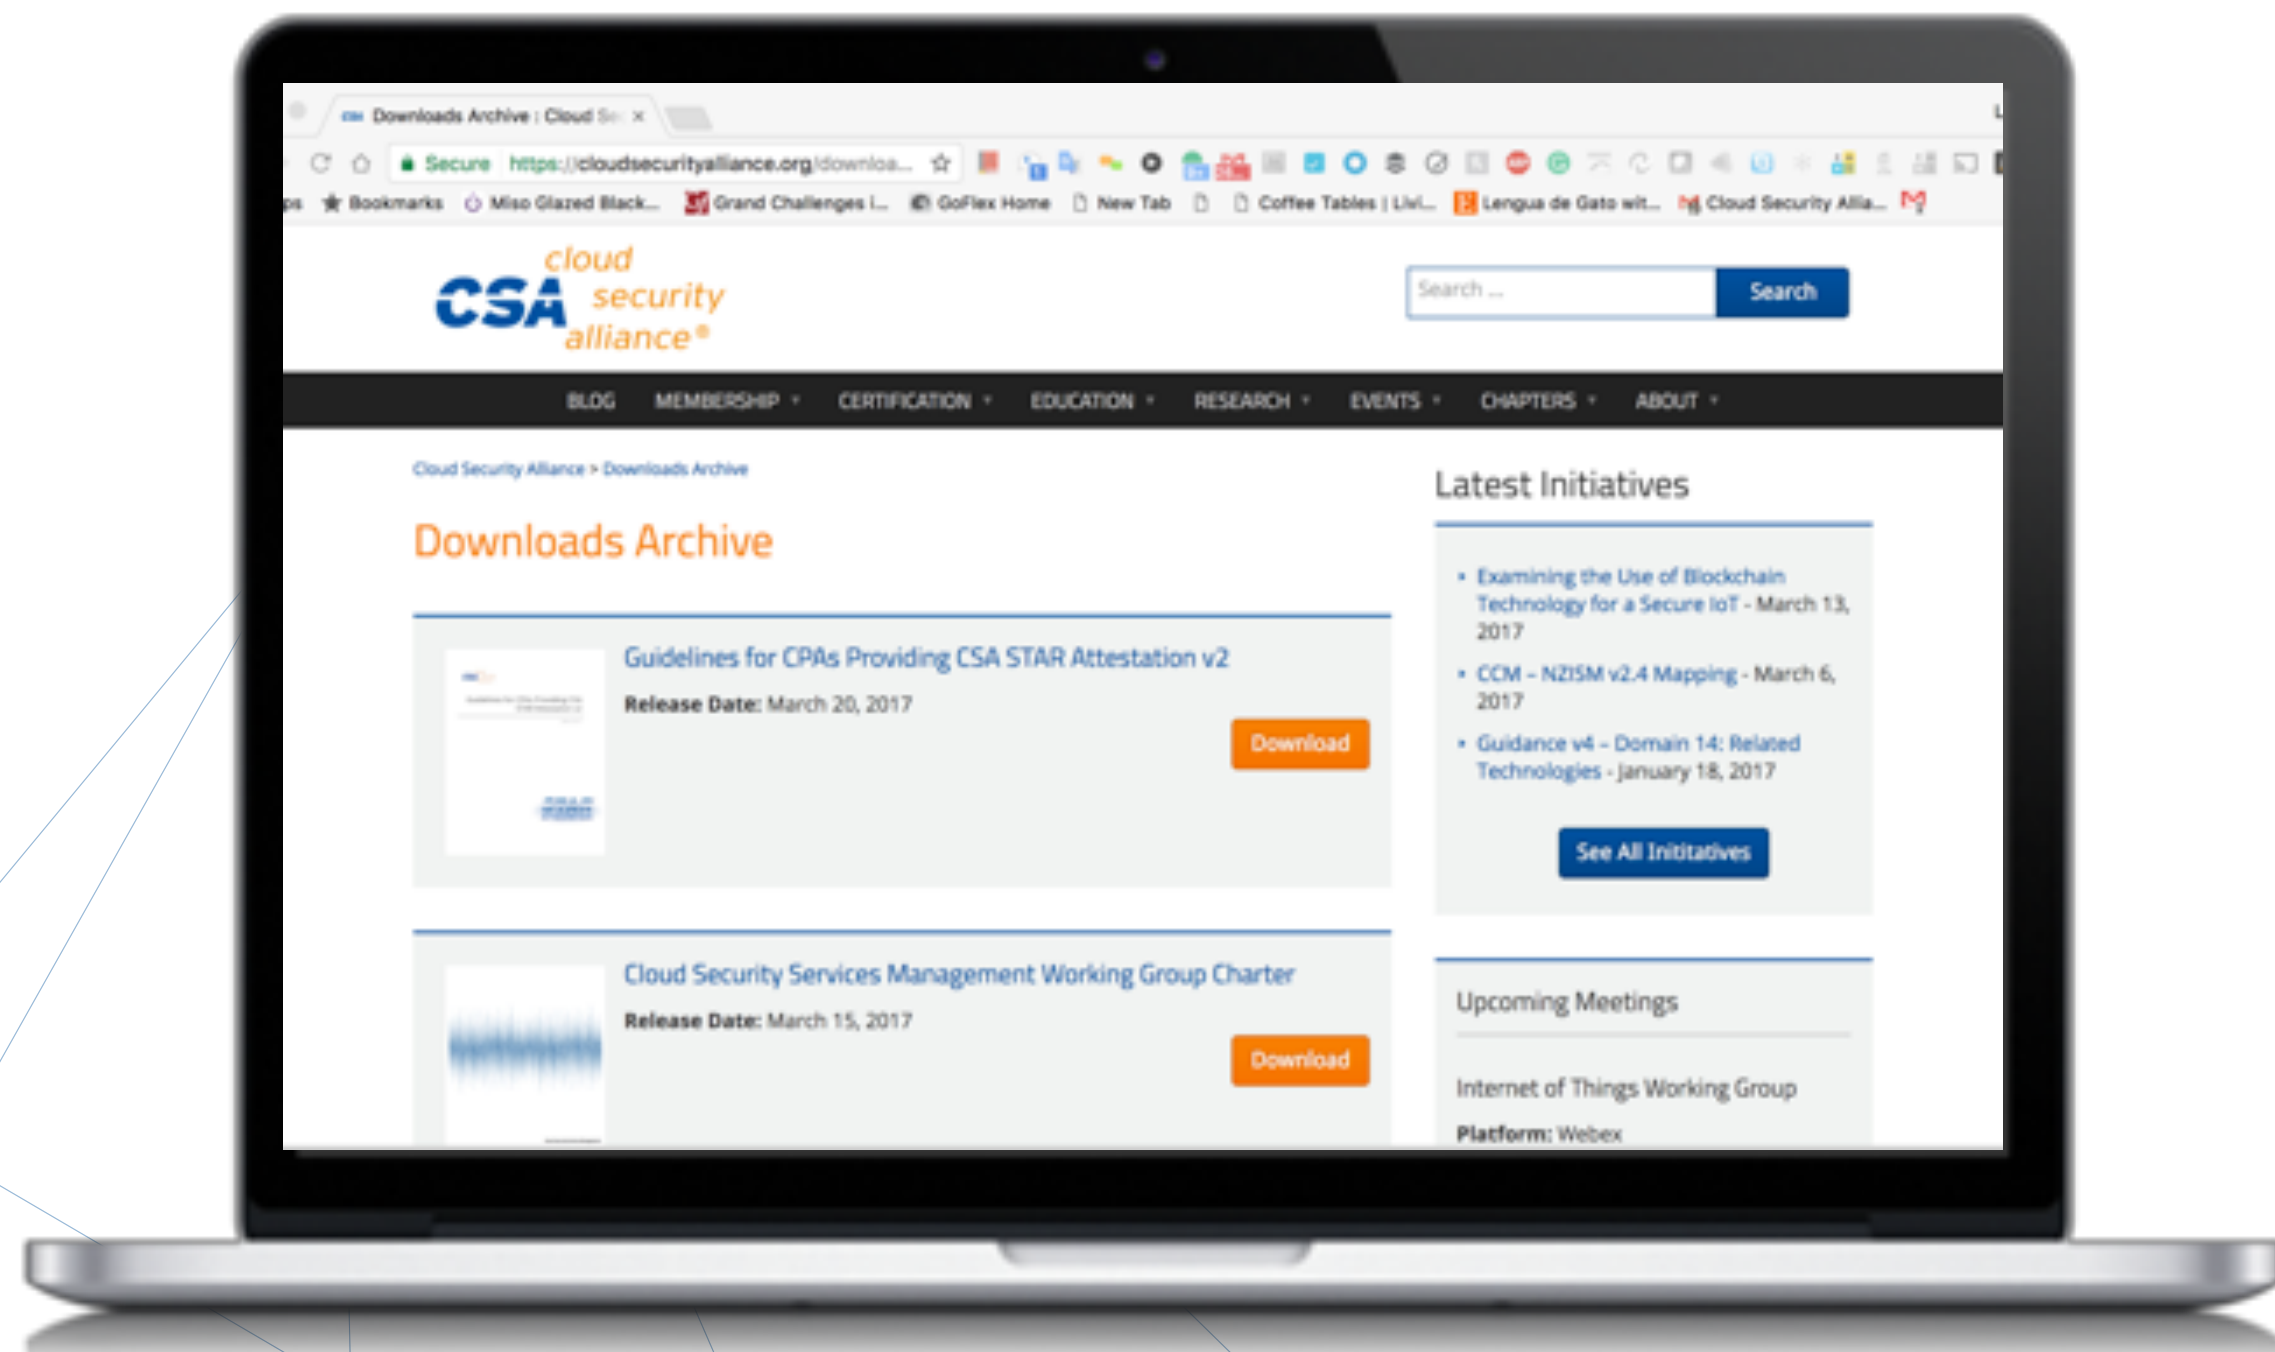 Downloads Archive : Cloud Se
Secure https://cloudsecurityalliance.org/downloa...
Bookmarks Miso Glazed Black... Grand Challenges i... GoFlex Home New Tab Coffee Tables | Livi... Lengua de Gato wit... Cloud Security Allia...
cloud
CSA security
alliance®
Search ...
Search
BLOG MEMBERSHIP CERTIFICATION EDUCATION RESEARCH EVENTS CHAPTERS ABOUT
Cloud Security Alliance > Downloads Archive
Downloads Archive
Guidelines for CPAs Providing CSA STAR Attestation v2
Release Date: March 20, 2017
Download
Cloud Security Services Management Working Group Charter
Release Date: March 15, 2017
Download
Latest Initiatives
Examining the Use of Blockchain
Technology for a Secure IoT - March 13,
2017
CCM – NZISM v2.4 Mapping - March 6,
2017
Guidance v4 – Domain 14: Related
Technologies - January 18, 2017
See All Inititatives
Upcoming Meetings
Internet of Things Working Group
Platform: Webex